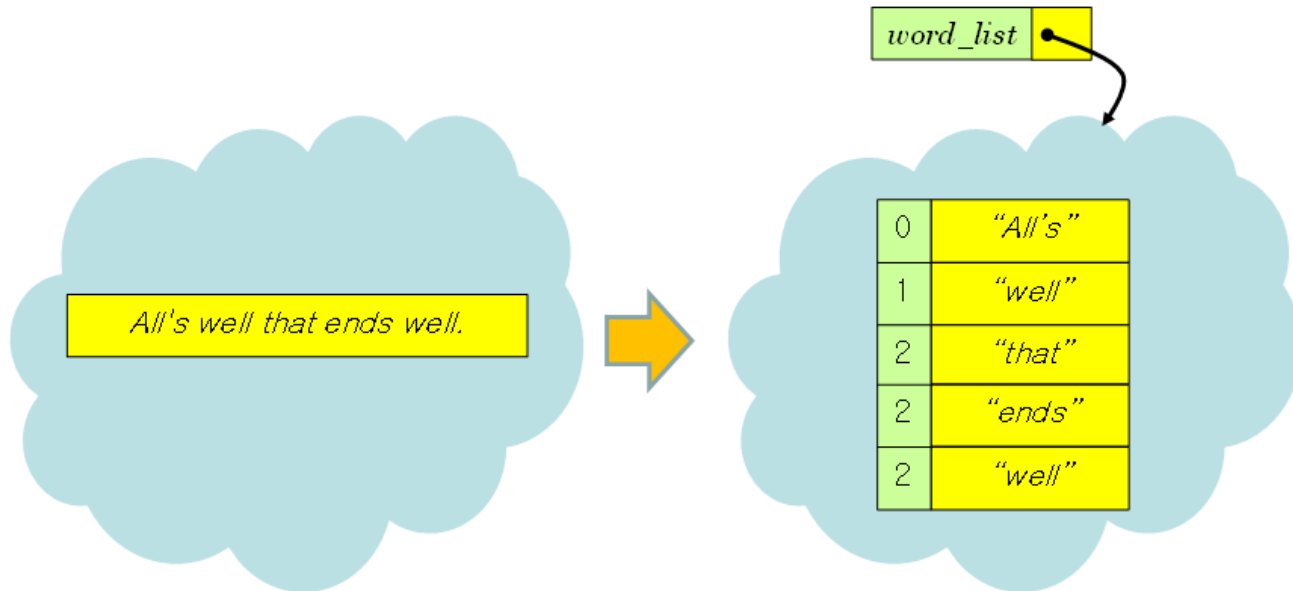 word_list
All's well that ends well.
0 “All’s”
1 “well”
2 “that”
2 “ends”
2 “well”